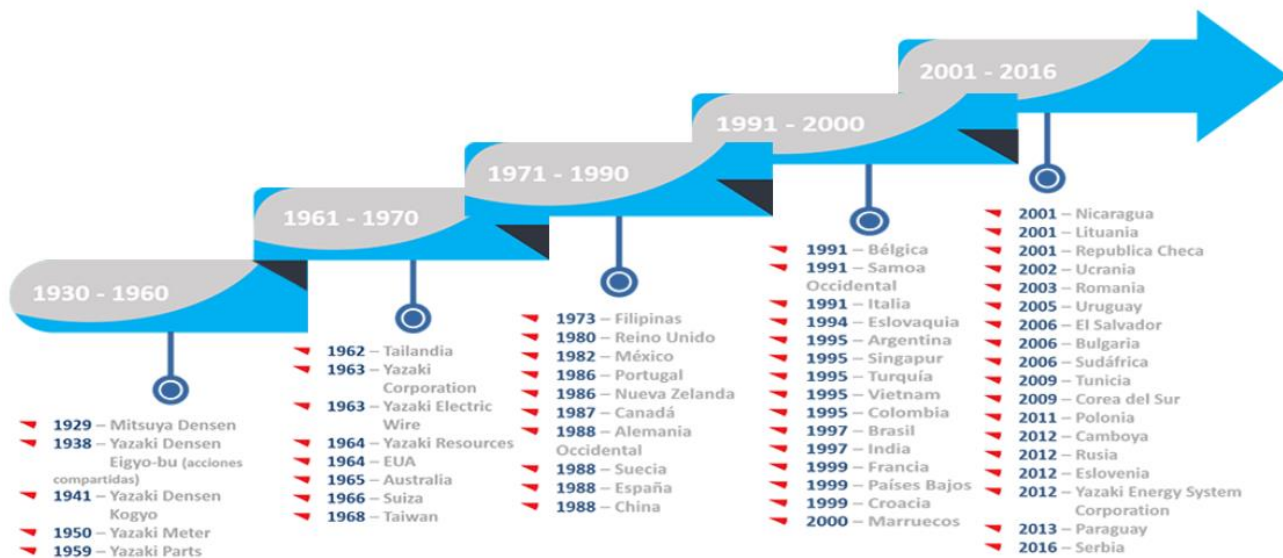 1930 - 1960
1929 – Mitsuya Densen
1938 – Yazaki Densen
Eigyo-bu (acciones
compartidas)
1941 – Yazaki Densen
Kogyo
1950 – Yazaki Meter
1959 – Yazaki Parts
1961 - 1970
1962 – Tailandia
1963 – Yazaki
Corporation
1963 – Yazaki Electric
Wire
1964 – Yazaki Resources
1964 – EUA
1965 – Australia
1966 – Suiza
1968 – Taiwan
1971 - 1990
1973 – Filipinas
1980 – Reino Unido
1982 – México
1986 – Portugal
1986 – Nueva Zelanda
1987 – Canadá
1988 – Alemania
Occidental
1988 – Suecia
1988 – España
1988 – China
1991 - 2000
1991 – Bélgica
1991 – Samoa
Occidental
1991 – Italia
1994 – Eslovaquia
1995 – Argentina
1995 – Singapur
1995 – Turquía
1995 – Vietnam
1995 – Colombia
1997 – Brasil
1997 – India
1999 – Francia
1999 – Países Bajos
1999 – Croacia
2000 – Marruecos
2001 - 2016
2001 – Nicaragua
2001 – Lituania
2001 – Republica Checa
2002 – Ucrania
2003 – Romania
2005 – Uruguay
2006 – El Salvador
2006 – Bulgaria
2006 – Sudáfrica
2009 – Tunicia
2009 – Corea del Sur
2011 – Polonia
2012 – Camboya
2012 – Rusia
2012 – Eslovenia
2012 – Yazaki Energy System
Corporation
2013 – Paraguay
2016 – Serbia